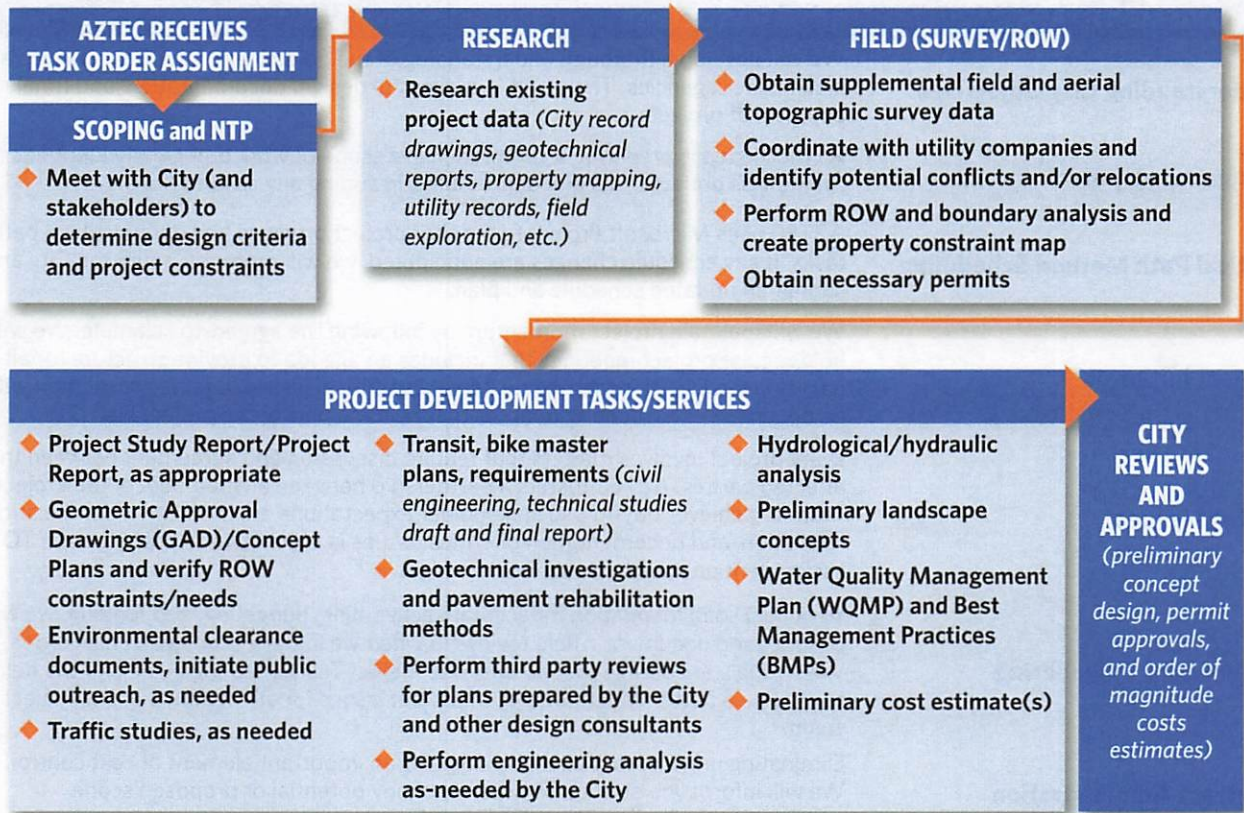 AZTEC RECEIVES
TASK ORDER ASSIGNMENT
SCOPING and NTP
Meet with City (and
stakeholders) to
determine design criteria
and project constraints
RESEARCH
Research existing
project data (City record
drawings, geotechnical
reports, property mapping,
utility records, field
exploration, etc.)
FIELD (SURVEY/ROW)
Obtain supplemental field and aerial
topographic survey data
Coordinate with utility companies and
identify potential conflicts and/or relocations
Perform ROW and boundary analysis and
create property constraint map
Obtain necessary permits
PROJECT DEVELOPMENT TASKS/SERVICES
Project Study Report/Project
Report, as appropriate
Geometric Approval
Drawings (GAD)/Concept
Plans and verify ROW
constraints/needs
Environmental clearance
documents, initiate public
outreach, as needed
Traffic studies, as needed
Transit, bike master
plans, requirements (civil
engineering, technical studies
draft and final report)
Geotechnical investigations
and pavement rehabilitation
methods
Perform third party reviews
for plans prepared by the City
and other design consultants
Perform engineering analysis
as-needed by the City
Hydrological/hydraulic
analysis
Preliminary landscape
concepts
Water Quality Management
Plan (WQMP) and Best
Management Practices
(BMPs)
Preliminary cost estimate(s)
CITY
REVIEWS
AND
APPROVALS
(preliminary
concept
design, permit
approvals,
and order of
magnitude
costs
estimates)